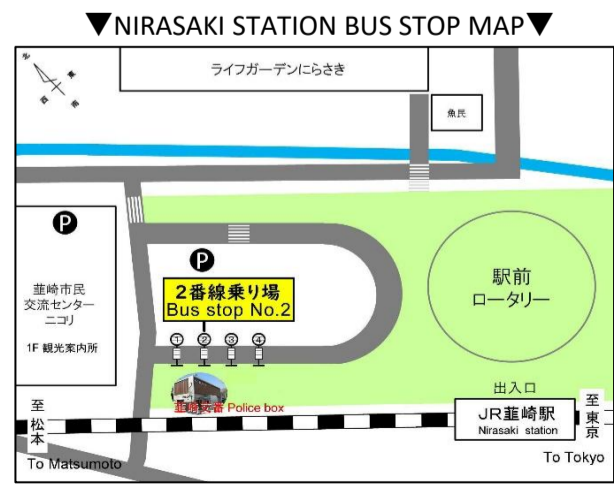 ▼NIRASAKI STATION BUS STOP MAP▼
ライフガーデンにらさき
魚民
P
P
2番線乗り場
Bus stop No.2
① ② ③ ④
韮崎市民
交流センター
ニコリ
1F 観光案内所
駅前
ロータリー
韮崎交番 Police box
出入口
JR韮崎駅
Nirasaki station
至松本
To Matsumoto
至東京
To Tokyo